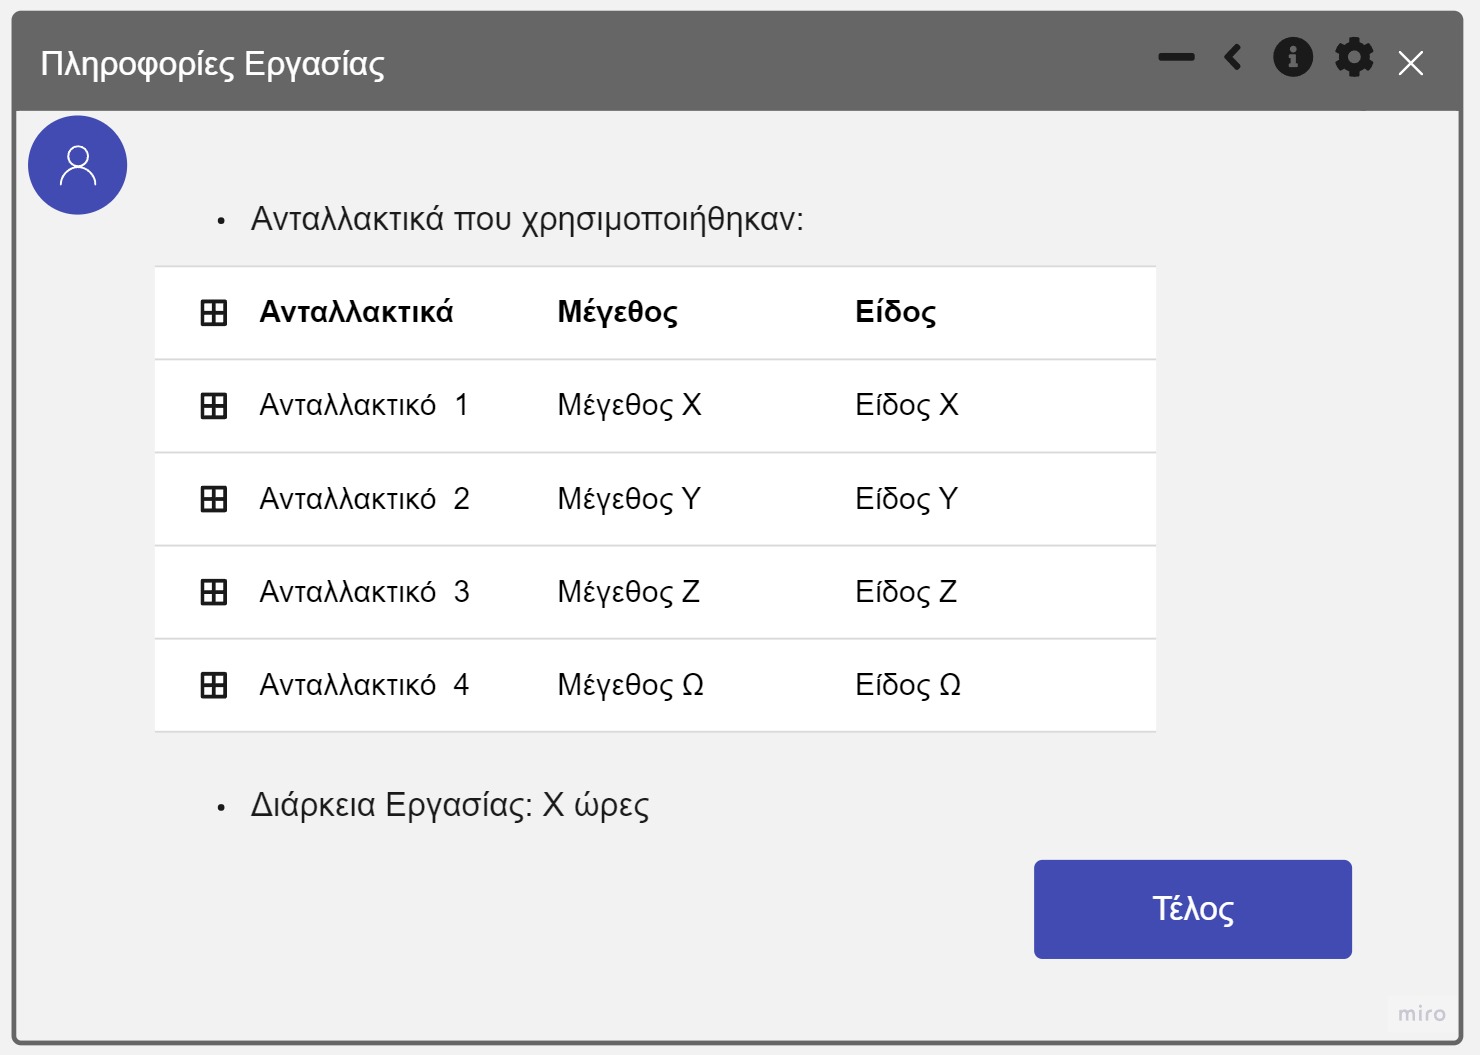 Πληροφορίες Εργασίας
• Ανταλλακτικά που χρησιμοποιήθηκαν:
Ανταλλακτικά Μέγεθος Είδος
Ανταλλακτικό 1 Μέγεθος Χ Είδος Χ
Ανταλλακτικό 2 Μέγεθος Υ Είδος Υ
Ανταλλακτικό 3 Μέγεθος Ζ Είδος Ζ
Ανταλλακτικό 4 Μέγεθος Ω Είδος Ω
• Διάρκεια Εργασίας: Χ ώρες
Τέλος
miro